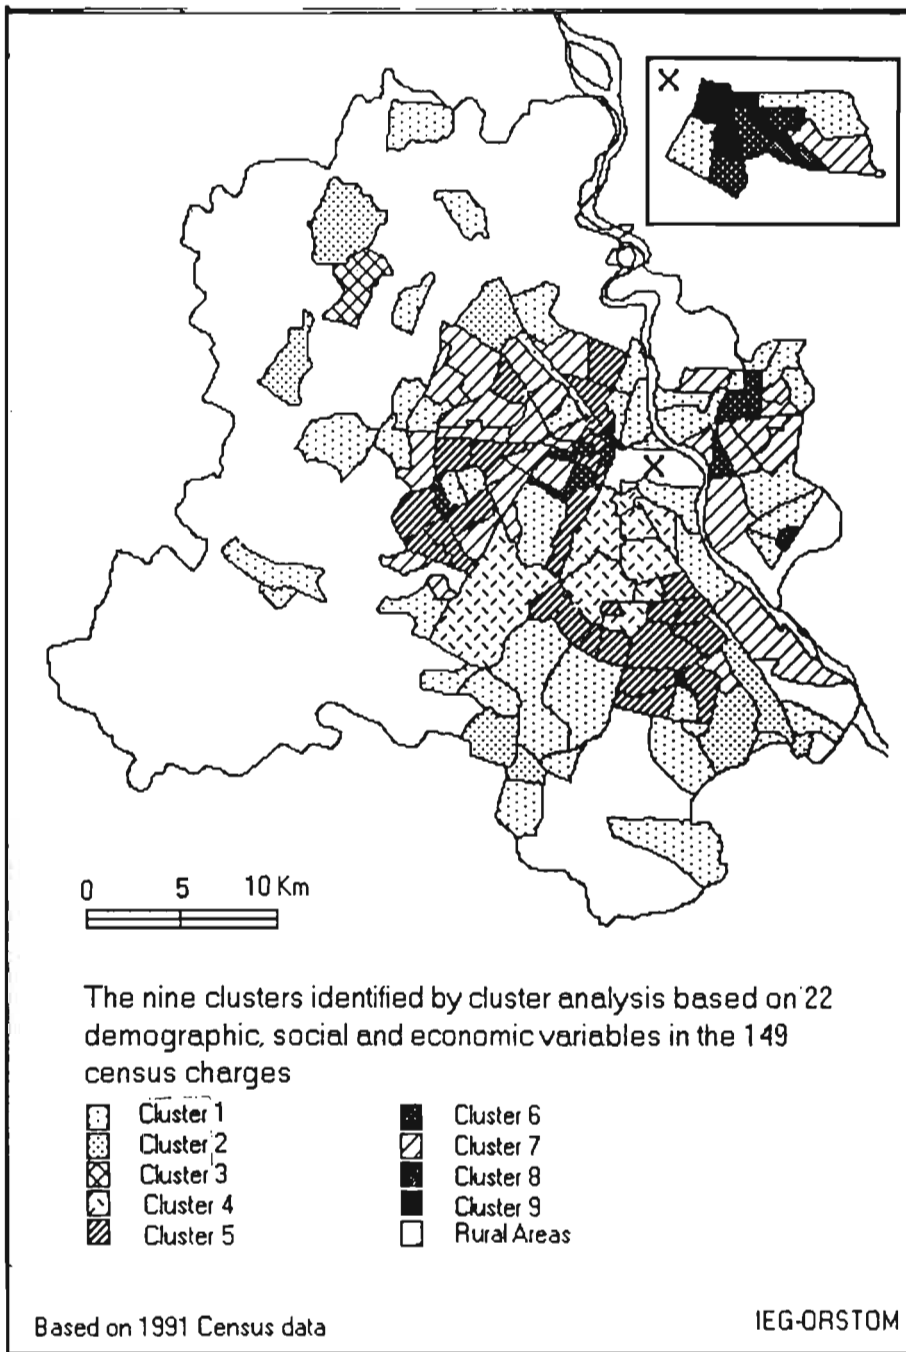 X
X
0 5 10 Km
The nine clusters identified by cluster analysis based on 22
demographic, social and economic variables in the 149
census charges
Cluster 1
Cluster 2
Cluster 3
Cluster 4
Cluster 5
Cluster 6
Cluster 7
Cluster 8
Cluster 9
Rural Areas
Based on 1991 Census data
IEG-ORSTOM